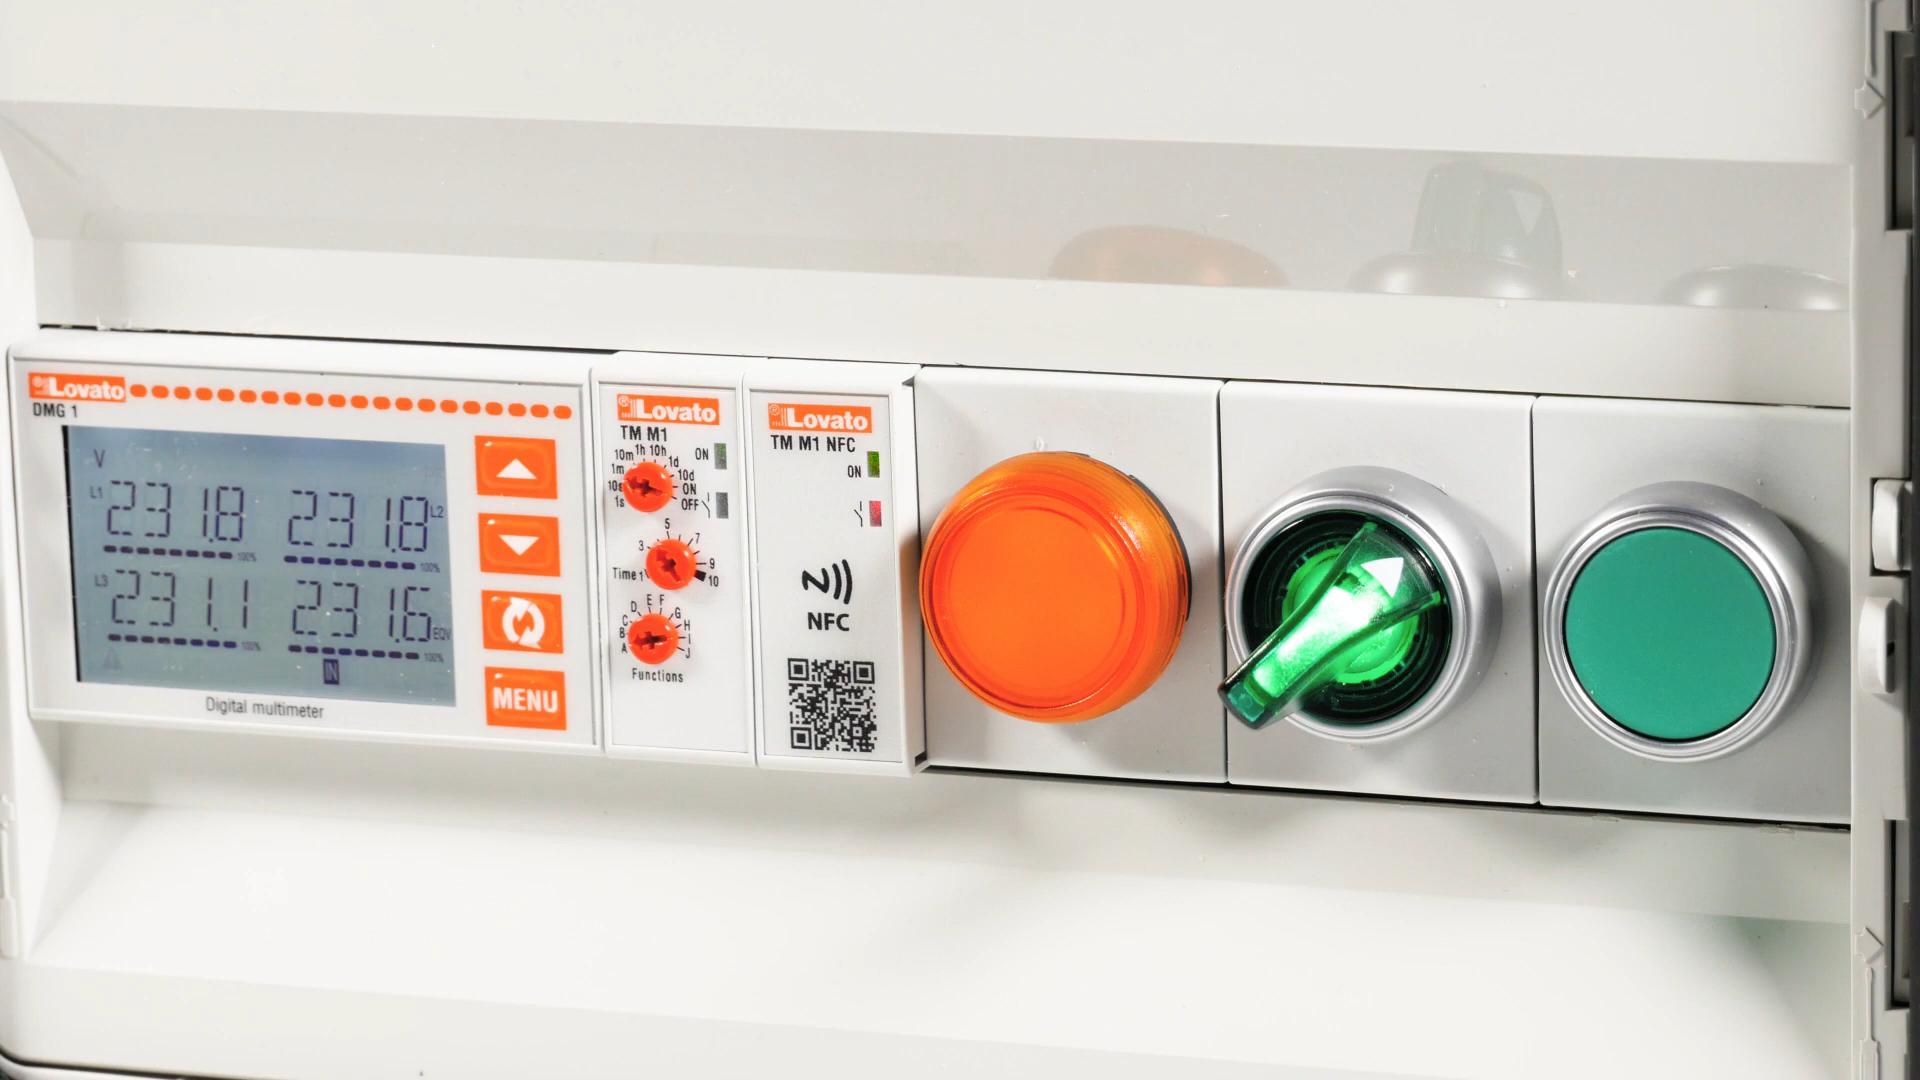 Lovato
DMG 1
V
L1 231.8 231.8 L2
100% 100%
L3 231.1 231.6 EQV
100% 100%
IN
Digital multimeter
MENU
® Lovato
TM M1
ON
10m 1h 10h
1m 1d
10s 10d
1s ON
OFF
5
3 7
9
Time 1 10
E F
D G
C H
B I
A J
Functions
® Lovato
TM M1 NFC
ON
NFC